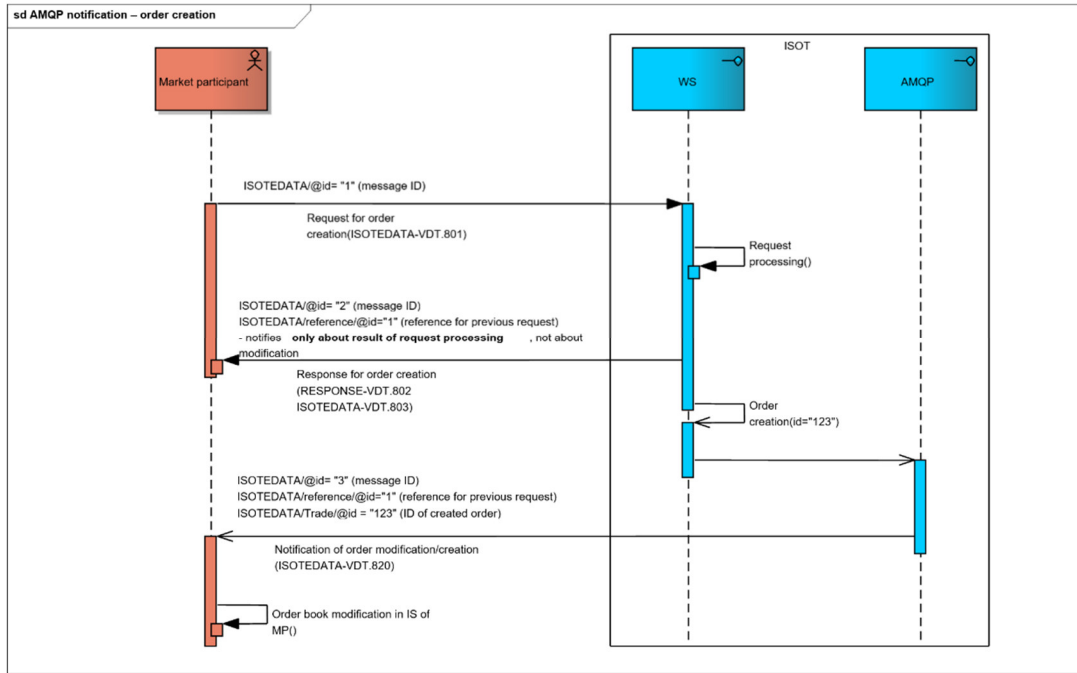 sd AMQP notification – order creation
ISOT
Market participant
WS
AMQP
ISOTEDATA/@id= "1" (message ID)
Request for order
creation(ISOTEDATA-VDT.801)
Request
processing()
ISOTEDATA/@id= "2" (message ID)
ISOTEDATA/reference/@id="1" (reference for previous request)
- notifies only about result of request processing , not about
modification
Response for order creation
(RESPONSE-VDT.802
ISOTEDATA-VDT.803)
Order
creation(id="123")
ISOTEDATA/@id= "3" (message ID)
ISOTEDATA/reference/@id="1" (reference for previous request)
ISOTEDATA/Trade/@id = "123" (ID of created order)
Notification of order modification/creation
(ISOTEDATA-VDT.820)
Order book modification in IS of
MP()